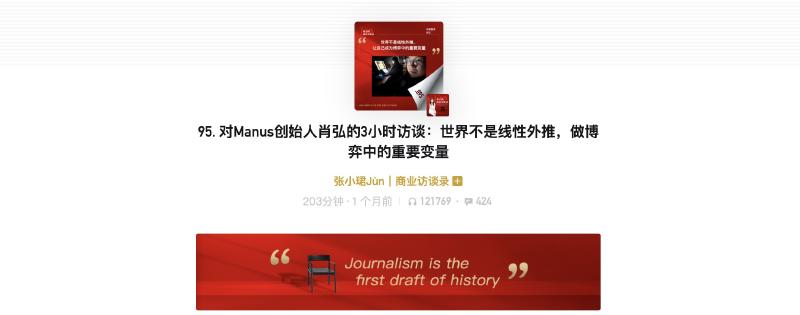 世界不是线性外推，
让自己成为博弈中的重要变量
95. 对Manus创始人肖弘的3小时访谈：世界不是线性外推，做博
弈中的重要变量
张小珺Jùn｜商业访谈录
203分钟 · 1 个月前 | 121769 · 424
“ Journalism is the
first draft of history ”